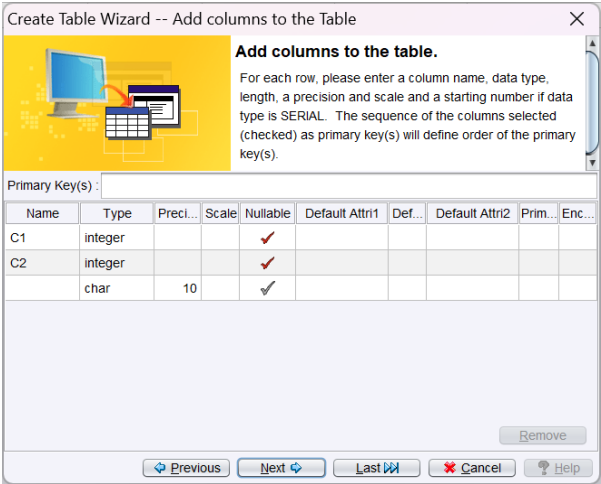 Create Table Wizard -- Add columns to the Table
Add columns to the table.
For each row, please enter a column name, data type,
length, a precision and scale and a starting number if data
type is SERIAL.  The sequence of the columns selected
(checked) as primary key(s) will define order of the primary
key(s).
Primary Key(s) :
Name Type Preci... Scale Nullable Default Attri1 Def... Default Attri2 Prim... Enc...
C1 integer
C2 integer
char 10
Remove
Previous Next Last Cancel Help